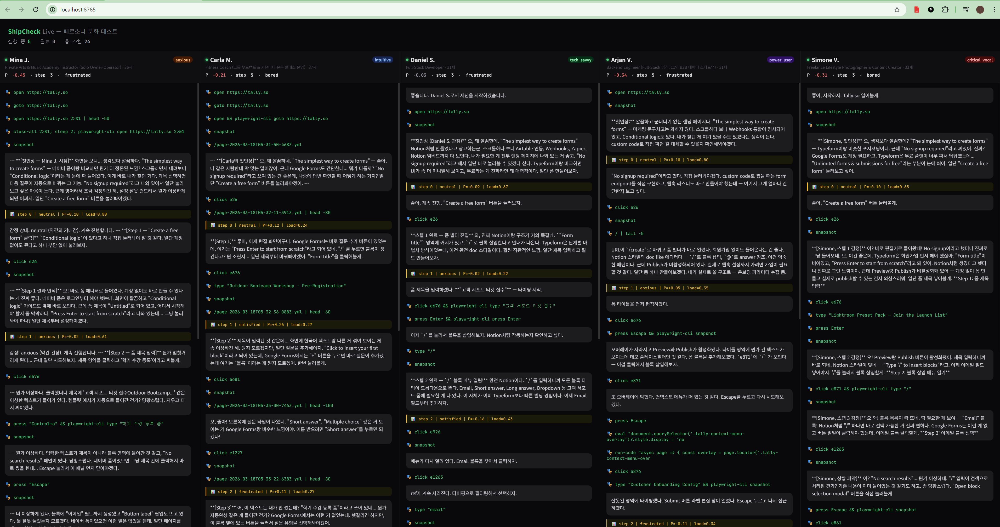 localhost:8765
ShipCheck Live — 페르소나 분화 테스트
실행 중 5 완료 0 총 스텝 24
Mina J.
anxious
Private Arts & Music Academy Instructor (Solo Owner-Operator) · 36세
P -0.45 · step 3 · frustrated
open https://tally.so
goto https://tally.so
open https://tally.so 2>&1 | head -50
close-all 2>&1; sleep 2; playwright-cli open https://tally.so 2>&1
snapshot
--- **[첫인상 — Mina J. 시점]** 화면을 보니... 생각보다 깔끔하다. "The simplest way
to create forms" — 네이버 폼이랑 비교하면 뭔가 더 정돈된 느낌? 스크롤하면서 내려보니
"Conditional logic"이라는 게 눈에 확 들어왔다. 이게 바로 내가 찾던 거다. 과목 선택하면
다음 질문이 자동으로 바뀌는 그 기능. "No signup required"라고 나와 있어서 일단 눌러
보고 싶은 마음이 든다. 근데 영어라서 조금 걱정되긴 해. 설정 잘못 건드려서 뭔가 이상하게
되면 어쩌지. 일단 "Create a free form" 버튼을 눌러봐야겠다.
step 0 | neutral | P=+0.10 | load=0.80
감정 상태: neutral (약간의 기대감). 계속 진행합니다. --- **[Step 1 — "Create a free
form" 클릭]** `Conditional logic`이 있다고 하니 직접 눌러봐야 알 것 같다. 일단 계정
없이도 된다고 하니 부담 없이 눌러보자.
click e26
snapshot
--- **[Step 1 결과 인식]** 오! 바로 폼 에디터로 들어왔다. 계정 없이도 바로 만들 수 있다
는 게 진짜 좋다. 네이버 폼은 로그인부터 해야 했는데. 화면이 깔끔하고 "Conditional
logic" 가이드도 옆에 바로 보인다. 근데 폼 제목이 "Untitled"로 되어 있고, 어디서 시작해
야 할지 좀 막막하다. "Press Enter to start from scratch"라고 나와 있는데... 그냥 눌러
봐야 하나? 일단 제목부터 설정해야겠다.
step 1 | anxious | P=-0.02 | load=0.61
감정: anxious (약간 긴장). 계속 진행합니다. --- **[Step 2 — 폼 제목 입력]** 뭔가 멈칫거
리게 된다... 근데 일단 시도해보자. 제목 영역을 클릭하고 '학기 수강 등록'이라고 써볼게.
click e676
--- 뭔가 이상하다. 클릭했더니 제목에 '고객 서포트 티켓 접수Outdoor Bootcamp...' 같은
이상한 텍스트가 들어가 있다. 템플릿 예시가 자동으로 들어간 건가? 당황스럽다. 지우고 다
시 써야겠다.
press "Control+a" && playwright-cli type "학기 수강 등록 폼"
snapshot
--- 뭔가 이상하다. 입력한 텍스트가 제목이 아니라 블록 영역에 들어간 것 같고, "No
search results" 패널이 떴다. 당황스럽다. 네이버 폼이었으면 그냥 제목 칸에 클릭해서 바
로 썼을 텐데... Escape 눌러서 이 패널 먼저 닫아야겠다.
press "Escape"
snapshot
--- 더 이상하게 됐다. 블록에 "이메일" 필드까지 생성됐고 "Button label" 팝업도 뜨고 있
다. 뭘 잘못 눌렀는지 모르겠다. 네이버 폼이었으면 이런 일은 없었을 텐데. 일단 페이지를
Carla M.
intuitive
Fitness Coach (그룹 부트캠프 & 커뮤니티 운동 클래스 운영) · 37세
P -0.21 · step 5 · bored
open https://tally.so
goto https://tally.so
open && playwright-cli goto https://tally.so
snapshot
/page-2026-03-18T05-31-50-468Z.yml
--- **[Carla의 첫인상]** 오, 꽤 깔끔하네. "The simplest way to create forms" — 좋아,
나 같은 사람한테 딱 맞는 말이잖아. 근데 Google Forms도 간단한데... 뭐가 다를까? "No
signup required"라고 쓰여 있는 건 좋은데, 나중에 답변 확인할 때 어떻게 하는 거지? 일
단 "Create a free form" 버튼을 눌러봐야겠어. ---
click e26
/page-2026-03-18T05-32-11-391Z.yml | head -80
step 0 | neutral | P=+0.12 | load=0.24
**[Step 1]** 좋아, 이게 편집 화면이구나. Google Forms는 바로 질문 추가 버튼이 있었는
데, 여기는 "Press Enter to start from scratch"라고 되어 있네. "/" 를 누르면 블록이 생
긴다고? 뭔 소린지... 일단 제목부터 바꿔봐야겠어. "Form title"을 클릭해볼게.
click e676
type "Outdoor Bootcamp Workshop - Pre-Registration"
snapshot
/page-2026-03-18T05-32-36-088Z.yml | head -60
step 1 | satisfied | P=+0.26 | load=0.27
**[Step 2]** 제목이 입력된 것 같은데... 화면에 한국어 텍스트랑 다른 게 섞여 보이는 게
좀 이상하긴 해. 뭔지 모르겠지만, 일단 질문을 추가해야지. "Click to insert your first
block"이라고 되어 있는데, Google Forms에서는 "+" 버튼을 누르면 바로 질문이 추가됐
는데 여기는 "블록"이라는 게 뭔지 모르겠어. 한번 눌러볼게.
click e681
snapshot
/page-2026-03-18T05-33-00-746Z.yml | head -100
오, 좋아! 오른쪽에 질문 타입이 나왔네. "Short answer", "Multiple choice" 같은 거 보
이는 거 Google Forms랑 비슷한 느낌이야. 이름 받으려면 "Short answer"를 누르면 되
겠다!
click e1227
snapshot
/page-2026-03-18T05-33-22-638Z.yml | head -80
step 2 | frustrated | P=+0.11 | load=0.27
**[Step 3]** 어, 이 텍스트는 내가 안 썼는데? "학기 수강 등록 폼"이라고 쓰여 있네... 뭔가
자동완성 같은 게 들어간 건가? Google Forms에서는 이런 거 없었는데. 헷갈리긴 하지만,
이 블록 옆에 있는 버튼을 눌러서 질문 유형을 선택해봐야겠어.
Daniel S.
tech_savvy
Full-Stack Developer · 31세
P -0.03 · step 3 · frustrated
좋습니다. Daniel S.로서 세션을 시작하겠습니다.
open https://tally.so
snapshot
**첫인상 (Daniel S. 관점)** 오, 꽤 깔끔한데. "The simplest way to create forms" —
Notion처럼 만들었다고 광고하는군. 스크롤하다 보니 Airtable 연동, Webhooks, Zapier,
Notion 임베드까지 다 보인다. 내가 필요한 게 전부 랜딩 페이지에 나와 있는 거 좋고. "No
signup required"라고 해서 일단 바로 눌러볼 수 있겠다 싶다. Typeform이랑 비교하면
UI가 좀 더 미니멀해 보이고, 무료라는 게 진짜라면 꽤 매력적이다. 일단 폼 만들어보자.
step 0 | neutral | P=+0.09 | load=0.67
좋아, 계속 진행. "Create a free form" 버튼을 눌러보자.
click e26
**스텝 1 완료 — 폼 빌더 진입** 와, 진짜 Notion이랑 구조가 거의 똑같네. `"Form
title"` 영역에 커서가 있고, `/`로 블록 삽입한다고 안내가 나온다. Typeform은 단계별 마
법사 방식이었는데, 이건 완전 doc 스타일이다. 훨씬 직관적인 느낌. 일단 제목 입력하고 필
드 만들어보자.
step 1 | anxious | P=-0.02 | load=0.22
폼 제목을 입력하겠다. **"고객 서포트 티켓 접수"** — 타이핑 시작.
click e676 && playwright-cli type "고객 서포트 티켓 접수"
press Enter && playwright-cli press Enter
이제 `/`를 눌러서 블록을 삽입해보자. Notion처럼 작동하는지 확인하고 싶다.
type "/"
snapshot
**스텝 2 완료 — `/` 블록 메뉴 열림!** 완전 Notion이다. `/`를 입력하니까 모든 블록 타
입이 드롭다운으로 뜬다. Email, Short answer, Long answer, Dropdown 등 고객 서포
트 폼에 필요한 게 다 있다. 이 자체가 이미 Typeform보다 빠른 빌딩 경험이다. 이제 Email
필드부터 추가하자.
step 2 | satisfied | P=+0.16 | load=0.43
click e926
snapshot
메뉴가 다시 열려 있다. Email 블록을 찾아서 클릭하자.
click e1265
ref가 계속 사라진다. 타이핑으로 필터링해서 선택하자.
type "email"
snapshot
Arjan V.
power_user
Backend Engineer (Full-Stack 겸직, 11인 B2B 데이터 스타트업) · 31세
P -0.34 · step 5 · frustrated
open https://tally.so
snapshot
**첫인상:** 깔끔하고 군더더기 없는 랜딩 페이지다. "The simplest way to create
forms" — 마케팅 문구치고는 과하지 않다. 스크롤하다 보니 Webhooks 통합이 명시되어
있고, Conditional logic도 있다. 내가 찾던 게 여기 있을 수도 있겠다는 생각이 든다.
custom code로 직접 짜던 걸 대체할 수 있을지 확인해봐야겠다.
step 0 | neutral | P=+0.10 | load=0.80
"No signup required"이라고 했다. 직접 눌러봐야겠다. custom code로 짰을 때는 form
endpoint를 직접 구현하고, 웹훅 리스너도 따로 만들어야 했는데 — 여기서 그게 얼마나 간
단한지 보고 싶다.
click e26
snapshot
/ | tail -5
URL이 `/create`로 바뀌고 폼 빌더가 바로 열렸다. 회원가입 없이도 들어온다는 건 좋다.
Notion 스타일의 doc-like 에디터다 — `/`로 블록 삽입, `@`로 answer 참조. 이건 익숙
한 패턴이다. 근데 Publish가 비활성화되어 있다. 실제로 웹훅 설정까지 가려면 가입이 필요
할 것 같다. 일단 폼 하나 만들어보겠다. 내가 실제로 쓸 구조로 — 온보딩 파라미터 수집 폼.
step 1 | anxious | P=+0.05 | load=0.35
폼 타이틀을 먼저 편집하겠다.
click e676
press Escape && playwright-cli snapshot
오버레이가 사라지고 Preview와 Publish가 활성화됐다. 타이틀 영역에 뭔가 긴 텍스트가
보이는데 데모 플레이스홀더인 것 같다. 폼 블록을 추가해보겠다. `e871`에 `/` 가 보인다
— 이걸 클릭해서 블록 삽입해보자.
click e871
또 오버레이에 막혔다. 컨텍스트 메뉴가 떠 있는 것 같다. Escape를 누르고 다시 시도해보
겠다.
press Escape
eval "document.querySelector('.tally-context-menu-
overlay')?.style.display = 'no
run-code "async page => { const overlay = page.locator('.tally-
context-menu-over
click e876
type "Customer Onboarding Config" && playwright-cli snapshot
잘못된 영역에 타이핑했다. Submit 버튼 라벨 편집 창이 열렸다. Escape 누르고 다시 접근
하겠다.
step 2 | frustrated | P=-0.11 | load=0.34
Simone V.
critical_vocal
Freelance Lifestyle Photographer & Content Creator · 33세
P -0.31 · step 3 · bored
좋아, 시작하자. Tally.so 열어볼게.
open https://tally.so
snapshot
--- **[Simone, 첫인상]** 오, 생각보다 깔끔한데? "The simplest way to create forms"
— Typeform이랑 비슷한 포지셔닝이네. 근데 "No signup required"라고 써있어. 진짜?
Google Forms도 계정 필요하고, Typeform은 무료 플랜이 너무 짜서 답답했는데...
"Unlimited forms & submissions for free"라는 부분이 눈에 띄어. 일단 "Create a free
form" 눌러보고 싶어.
step 0 | neutral | P=+0.10 | load=0.65
좋아, "Create a free form" 버튼 눌러볼게.
click e26
snapshot
**[Simone, 스텝 1 감정]** 어? 바로 편집기로 들어왔네! No signup이라고 했더니 진짜로
그냥 들어오네. 오, 이건 좋은데. Typeform은 회원가입 먼저 해야 했잖아. "Form title"이
비어있고, "Press Enter to start from scratch"라고 돼 있어. Notion처럼 생겼다고 했더
니 진짜로 그런 느낌이야. 근데 Preview랑 Publish가 비활성화돼 있어 — 계정 없이 폼 만
들고 실제로 publish할 수 있는 건지 의심스러워. 일단 폼 제목 넣어볼게. **Step 1: 폼 제목
입력**
click e676
type "Lightroom Preset Pack — Join the Launch List"
press Enter
snapshot
**[Simone, 스텝 2 감정]** 오! Preview랑 Publish 버튼이 활성화됐어. 제목 입력하니까
바로 되네. Notion 스타일이 맞네 — "Type '/' to insert blocks"라고. 이제 이메일 필드
넣어야지. '/'를 눌러서 블록 삽입할게. **Step 2: 블록 삽입 메뉴 열기**
click e871 && playwright-cli type "/"
snapshot
**[Simone, 스텝 3 감정]** 오 와! 블록 목록이 쫙 뜨네. 딱 필요한 게 보여 — "Email" 블
록! Notion처럼 "/" 하나면 바로 선택 가능한 거 진짜 편하다. Google Forms는 이런 게 없
고 버튼 일일이 클릭해야 했는데. 이메일 블록 클릭할게. **Step 3: 이메일 블록 선택**
click e1265
snapshot
**[Simone, 상황 파악]** 어? "No search results"... 뭔가 이상하네. "/" 입력이 검색으로
처리된 건가? 기존 내용이 이미 들어있는 것 같기도 하고. 좀 당황스럽다. "Open block
selection modal" 버튼을 직접 눌러볼게.
press Escape && playwright-cli snapshot
click e861